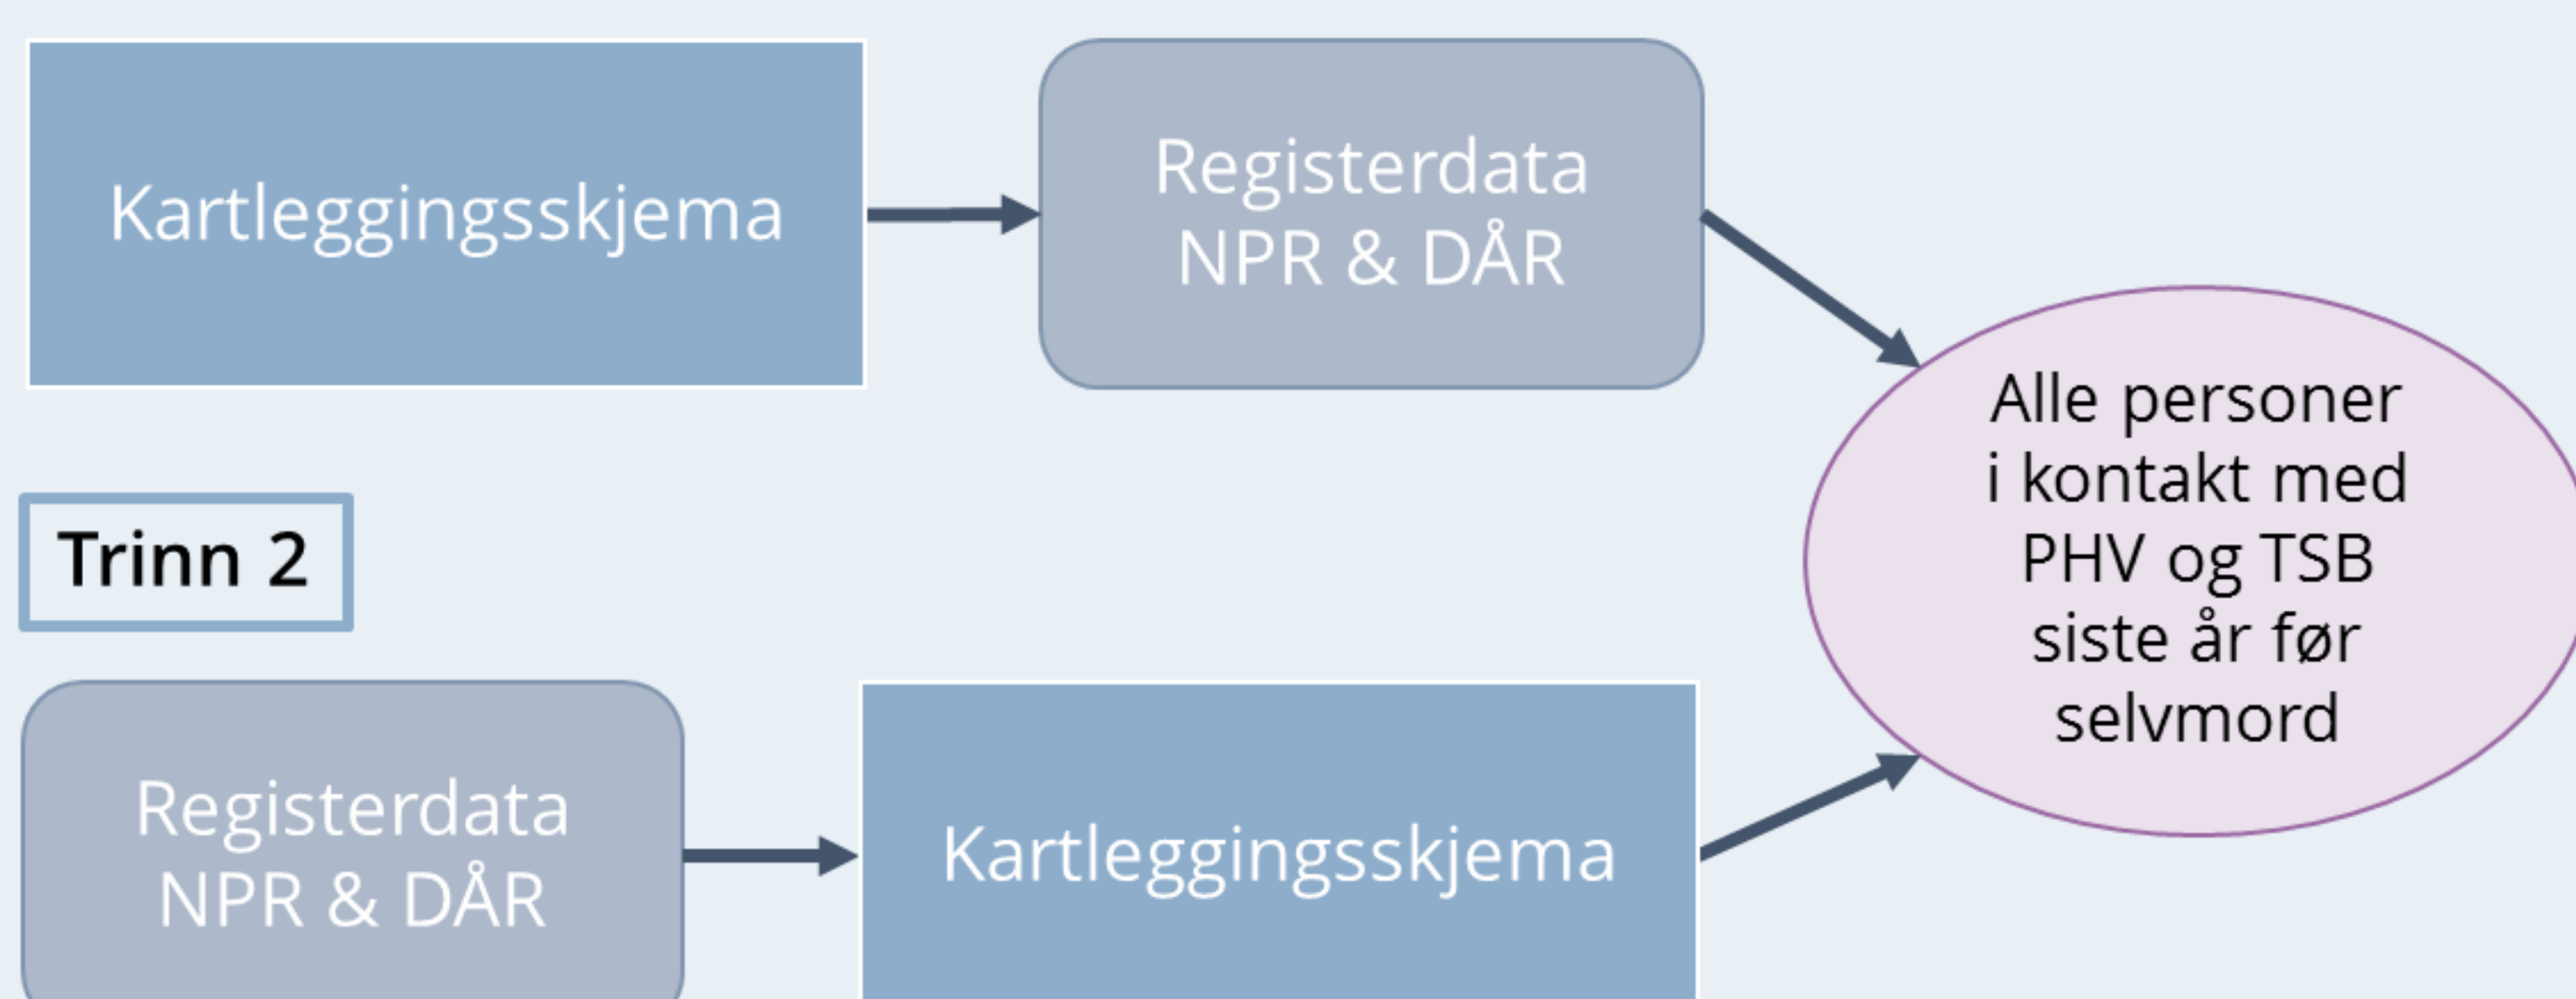 Kartleggingsskjema
Registerdata
NPR & DÅR
Alle personer
i kontakt med
PHV og TSB
siste år før
selvmord
Trinn 2
Registerdata
NPR & DÅR
Kartleggingsskjema